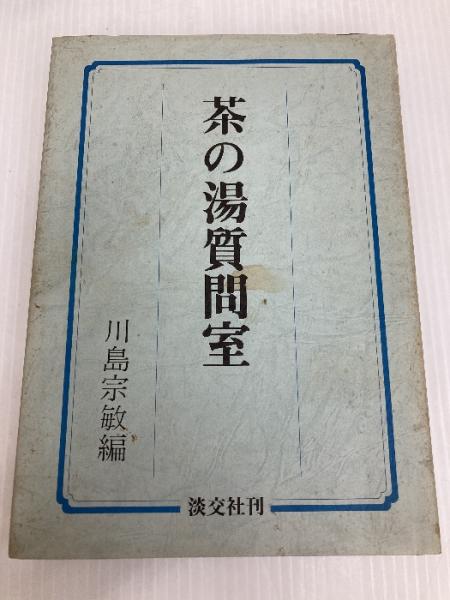 茶の湯質問室
川島宗敏編
淡交社刊